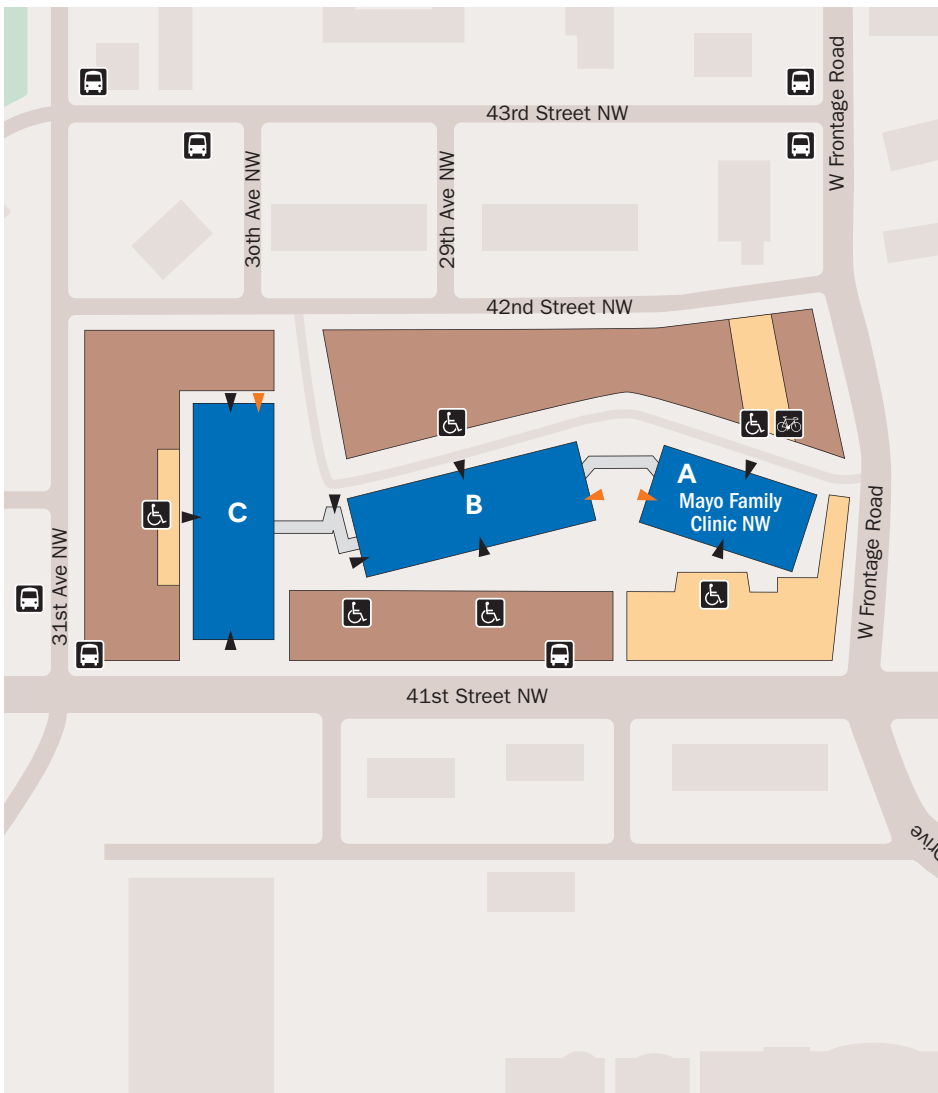 43rd Street NW
W Frontage Road
30th Ave NW
29th Ave NW
42nd Street NW
A
Mayo Family
Clinic NW
B
C
31st Ave NW
W Frontage Road
41st Street NW
Drive